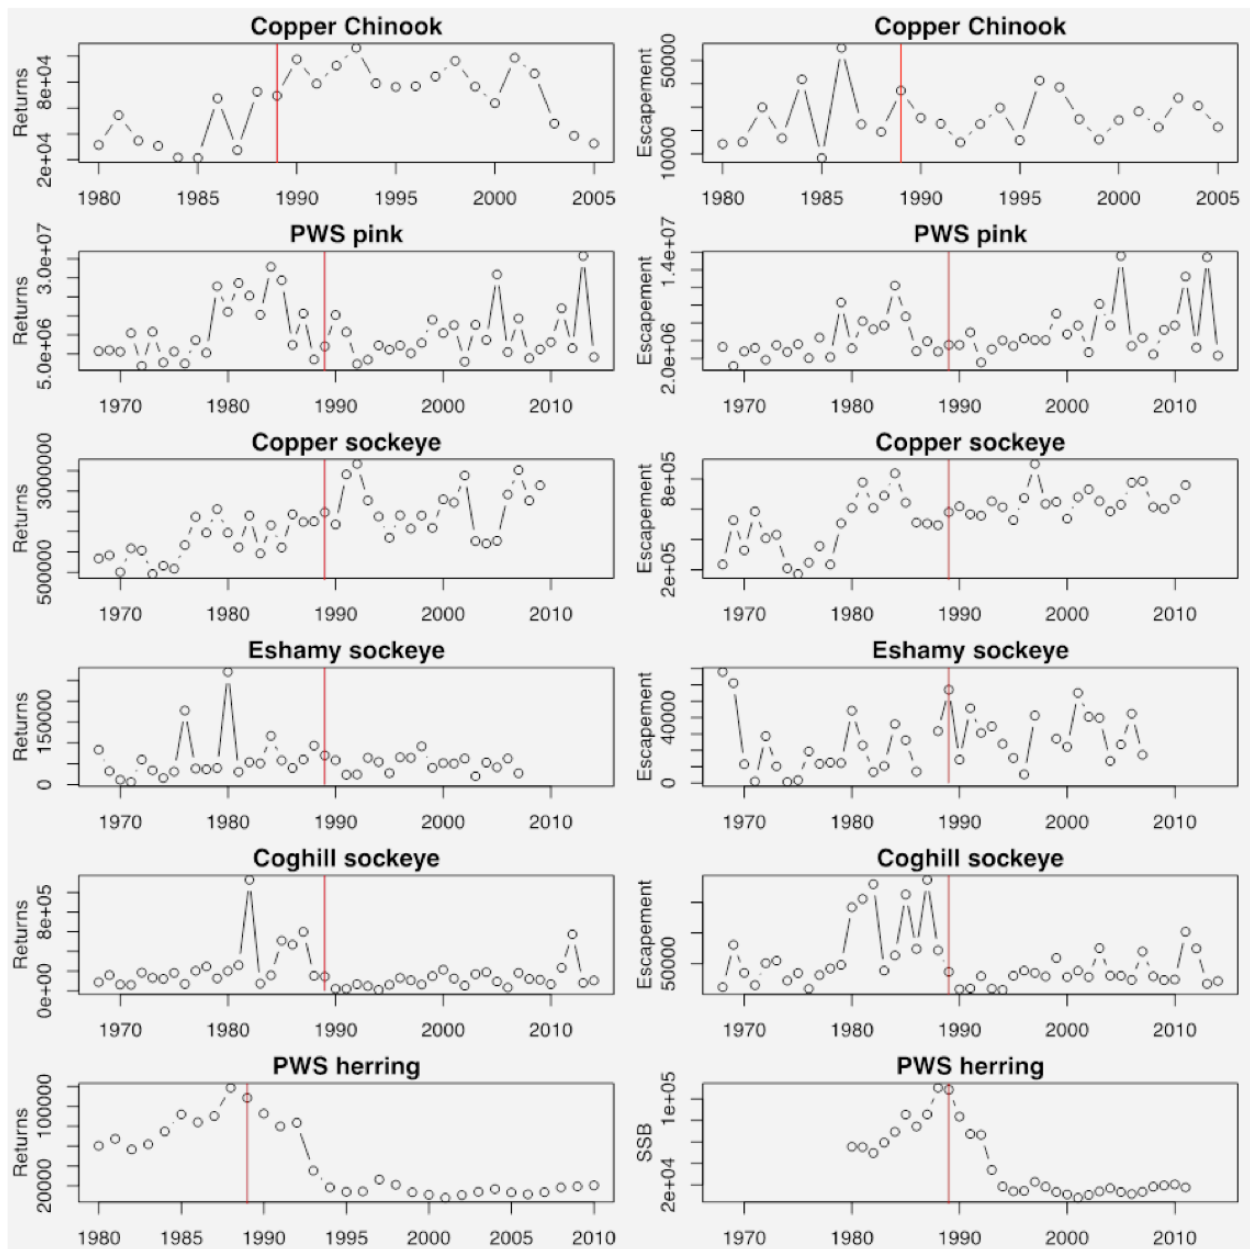 Copper Chinook
Returns
8e+04
2e+04
1980 1985 1990 1995 2000 2005
Copper Chinook
Escapement
50000
10000
1980 1985 1990 1995 2000 2005
PWS pink
Returns
3.0e+07
5.0e+06
1970 1980 1990 2000 2010
PWS pink
Escapement
1.4e+07
2.0e+06
1970 1980 1990 2000 2010
Copper sockeye
Returns
3000000
500000
1970 1980 1990 2000 2010
Copper sockeye
Escapement
8e+05
2e+05
1970 1980 1990 2000 2010
Eshamy sockeye
Returns
150000
0
1970 1980 1990 2000 2010
Eshamy sockeye
Escapement
40000
0
1970 1980 1990 2000 2010
Coghill sockeye
Returns
8e+05
0e+00
1970 1980 1990 2000 2010
Coghill sockeye
Escapement
50000
1970 1980 1990 2000 2010
PWS herring
Returns
100000
20000
1980 1985 1990 1995 2000 2005 2010
PWS herring
SSB
1e+05
2e+04
1970 1980 1990 2000 2010